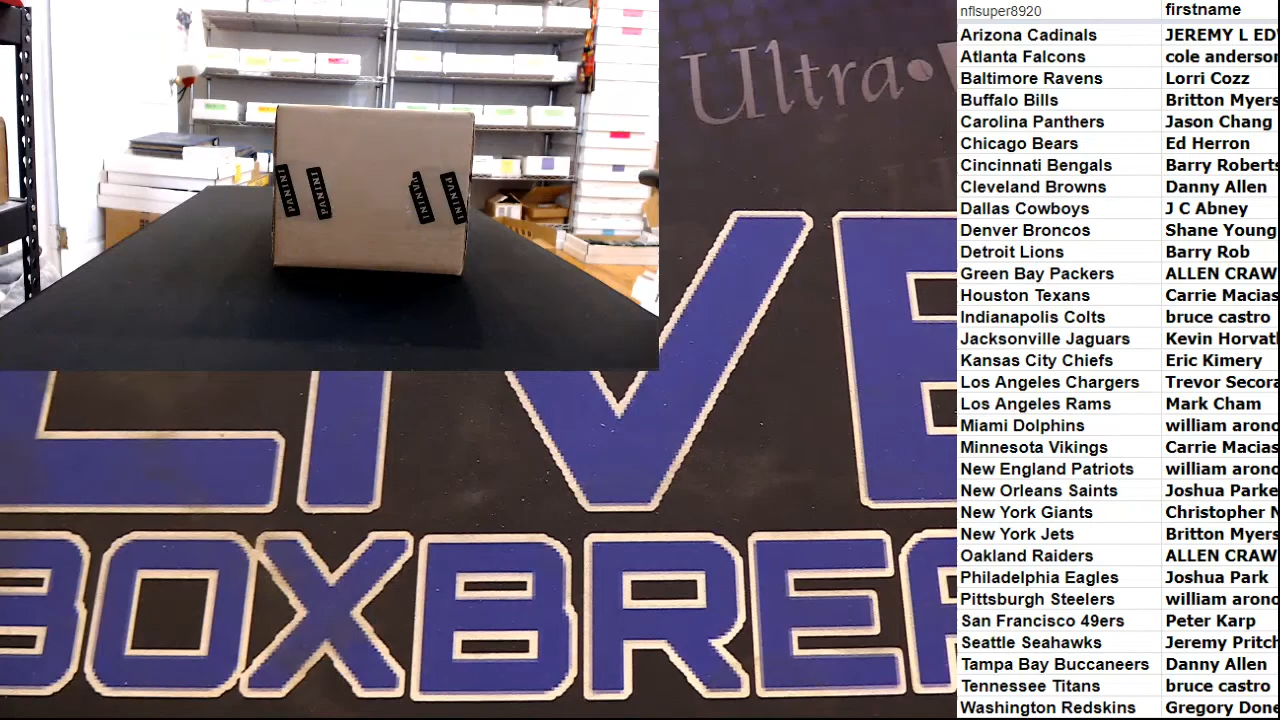 PANINI PANINI PANINI PANINI
Ultra
LIVE
BOXBREA
nflsuper8920 firstname
Arizona Cadinals JEREMY L ED
Atlanta Falcons cole anderson
Baltimore Ravens Lorri Cozz
Buffalo Bills Britton Myers
Carolina Panthers Jason Chang
Chicago Bears Ed Herron
Cincinnati Bengals Barry Roberts
Cleveland Browns Danny Allen
Dallas Cowboys J C Abney
Denver Broncos Shane Young
Detroit Lions Barry Rob
Green Bay Packers ALLEN CRAW
Houston Texans Carrie Macias
Indianapolis Colts bruce castro
Jacksonville Jaguars Kevin Horvat
Kansas City Chiefs Eric Kimery
Los Angeles Chargers Trevor Secora
Los Angeles Rams Mark Cham
Miami Dolphins william arono
Minnesota Vikings Carrie Macias
New England Patriots william arono
New Orleans Saints Joshua Parke
New York Giants Christopher N
New York Jets Britton Myers
Oakland Raiders ALLEN CRAW
Philadelphia Eagles Joshua Park
Pittsburgh Steelers william arono
San Francisco 49ers Peter Karp
Seattle Seahawks Jeremy Pritch
Tampa Bay Buccaneers Danny Allen
Tennessee Titans bruce castro
Washington Redskins Gregory Done